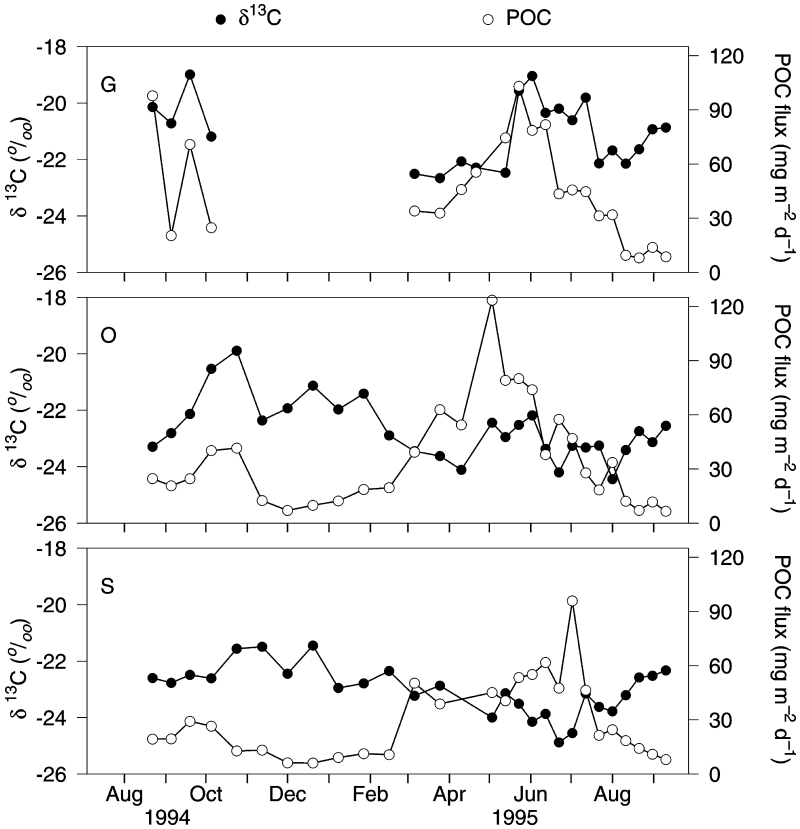 δ¹³C POC
G
-18
-20
-22
-24
-26
δ ¹³C (‰)
120
90
60
30
0
POC flux (mg m⁻² d⁻¹)
O
-18
-20
-22
-24
-26
δ ¹³C (‰)
120
90
60
30
0
POC flux (mg m⁻² d⁻¹)
S
-18
-20
-22
-24
-26
δ ¹³C (‰)
120
90
60
30
0
POC flux (mg m⁻² d⁻¹)
Aug Oct Dec Feb Apr Jun Aug
1994 1995